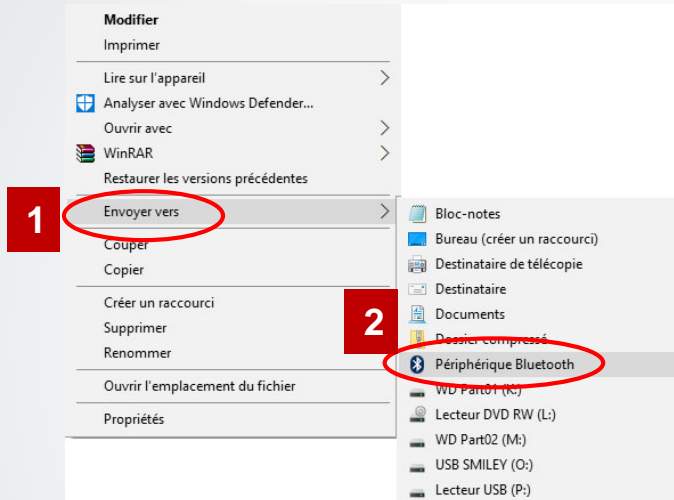 Modifier
Imprimer
Lire sur l'appareil
Analyser avec Windows Defender...
Ouvrir avec
WinRAR
Restaurer les versions précédentes
1
Envoyer vers
Couper
Copier
Créer un raccourci
Supprimer
Renommer
Ouvrir l'emplacement du fichier
Propriétés
Bloc-notes
Bureau (créer un raccourci)
Destinataire de télécopie
Destinataire
Documents
2
Dossier compressé
Périphérique Bluetooth
WD Part01 (K:)
Lecteur DVD RW (L:)
WD Part02 (M:)
USB SMILEY (O:)
Lecteur USB (P:)